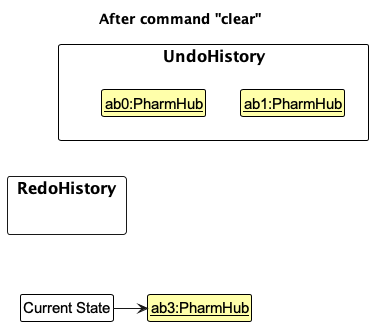 After command "clear"
UndoHistory
ab0:PharmHub
ab1:PharmHub
RedoHistory
Current State
ab3:PharmHub